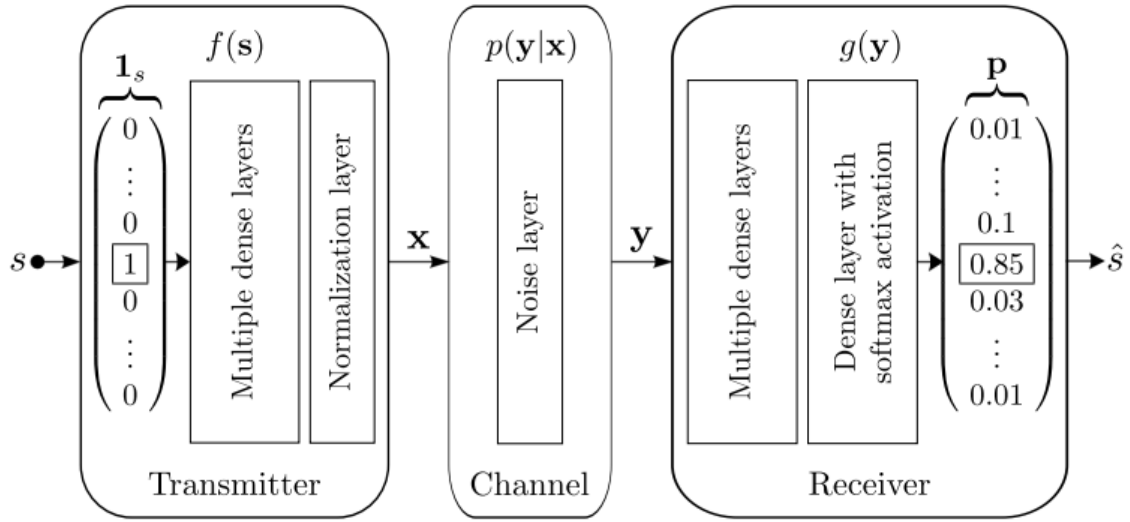 s
Transmitter
f(s)
1_s
0
⋮
0
1
0
⋮
0
Multiple dense layers
Normalization layer
x
Channel
p(y|x)
Noise layer
y
Receiver
g(y)
Multiple dense layers
Dense layer with
softmax activation
p
0.01
⋮
0.1
0.85
0.03
⋮
0.01
ŝ